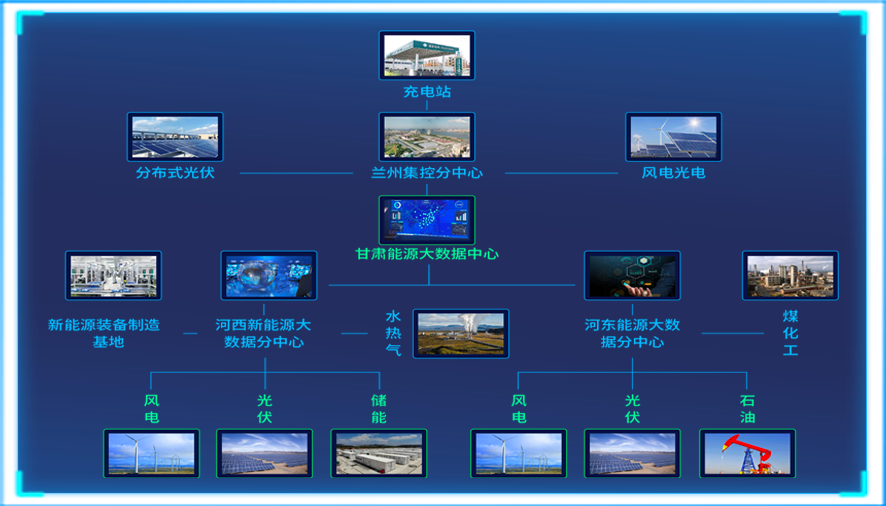 充电站
分布式光伏
兰州集控分中心
风电光电
甘肃能源大数据中心
新能源装备制造
基地
河西新能源大
数据分中心
水
热
气
河东能源大数
据分中心
煤
化
工
风
电
光
伏
储
能
风
电
光
伏
石
油